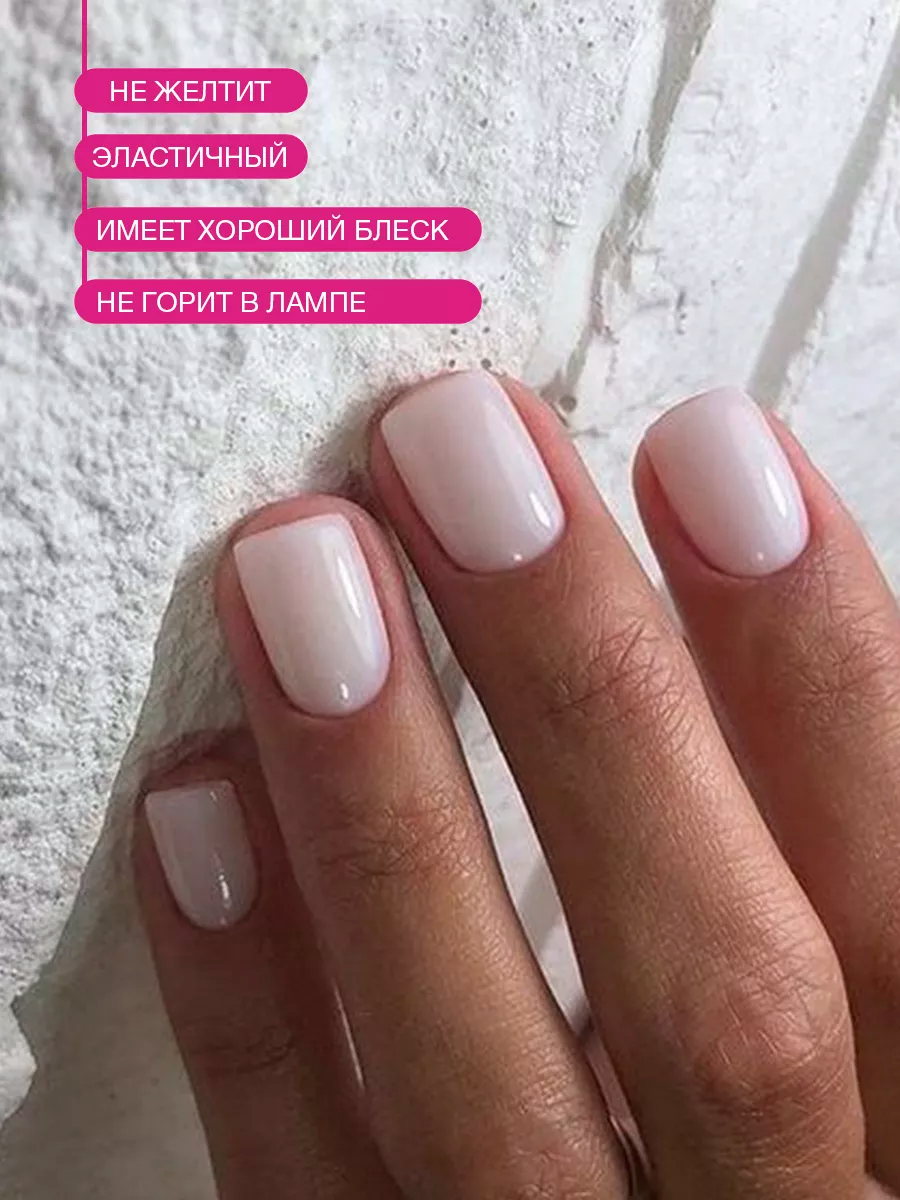 НЕ ЖЕЛТИТ
ЭЛАСТИЧНЫЙ
ИМЕЕТ ХОРОШИЙ БЛЕСК
НЕ ГОРИТ В ЛАМПЕ